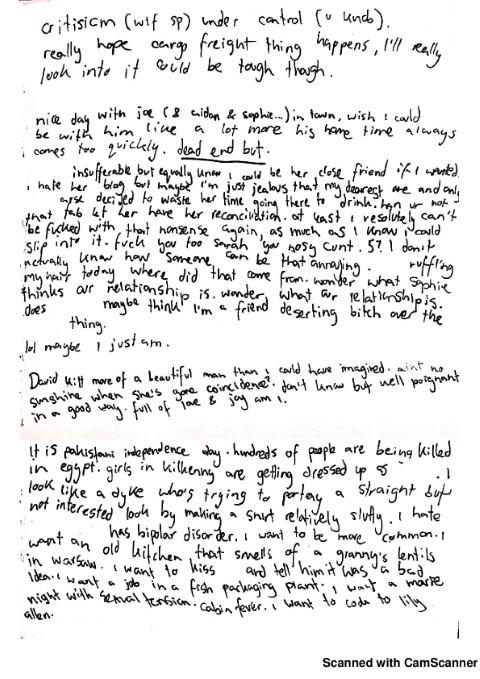 critisicm (wtf sp) under control (u undo).
really hope cargo freight thing happens, I'll really
look into it could be tough though.
nice day with joe (& aidan & sophie...) in town, wish I could
be with him like a lot more his home time always
comes too quickly. dead end but.
insufferable but equally know I could be her close friend if I wanted.
I hate her blog but maybe I'm just jealous that my dearest one and only
arse decided to waste her time going there to drink. or not
that fab let her have her reconciliation. at least I resolutely can't
be fucked with that nonsense again, as much as I know I could
slip into it. fuck you too sarah you nosy cunt. 5? I don't
actually know how someone can be that annoying. ruffling
my hair today where did that come from. wonder what sophie
thinks our relationship is. wonder what our relationship is.
does maybe think I'm a friend deserting bitch over the
thing.
lol maybe I just am.
David kitt more of a beautiful man than I could have imagined. aint no
sunshine when she's gone coincidence. don't know but well poignant
in a good way. full of love & joy am I.
It is pakistani independence day. hundreds of people are being killed
in egypt. girls in kilkenny are getting dressed up as . I
look like a dyke who's trying to portay a straight but
not interested look by making a shirt relatively slutty. I hate
has bipolar disorder. I want to be more common. I
want an old kitchen that smells of a granny's lentils
in warsaw. I want to kiss and tell him it was a bad
idea. I want a job in a fish packaging plant. I want a movie
night with sexual tension. cabin fever. I want to code to lily
allen.
Scanned with CamScanner